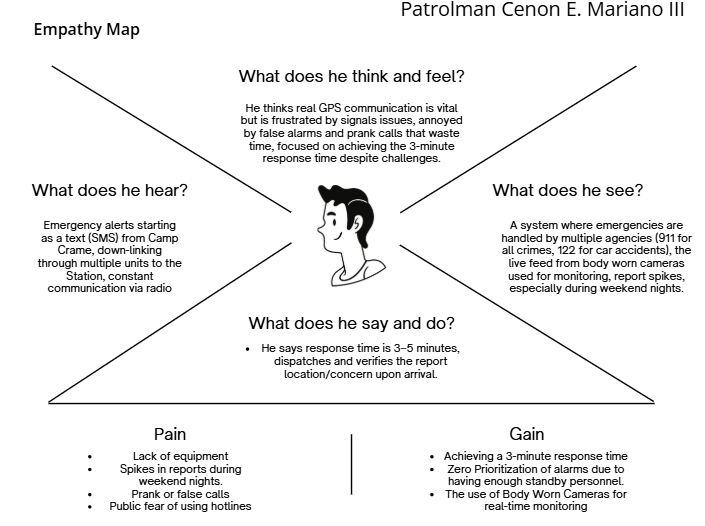 Patrolman Cenon E. Mariano III
Empathy Map
What does he think and feel?
He thinks real GPS communication is vital
but is frustrated by signals issues, annoyed
by false alarms and prank calls that waste
time, focused on achieving the 3-minute
response time despite challenges.
What does he hear?
Emergency alerts starting
as a text (SMS) from Camp
Crame, down-linking
through multiple units to the
Station, constant
communication via radio
What does he see?
A system where emergencies are
handled by multiple agencies (911 for
all crimes, 122 for car accidents), the
live feed from body worn cameras
used for monitoring, report spikes,
especially during weekend nights.
What does he say and do?
• He says response time is 3–5 minutes,
dispatches and verifies the report
location/concern upon arrival.
Pain
• Lack of equipment
• Spikes in reports during
weekend nights.
• Prank or false calls
• Public fear of using hotlines
Gain
• Achieving a 3-minute response time
• Zero Prioritization of alarms due to
having enough standby personnel.
• The use of Body Worn Cameras for
real-time monitoring